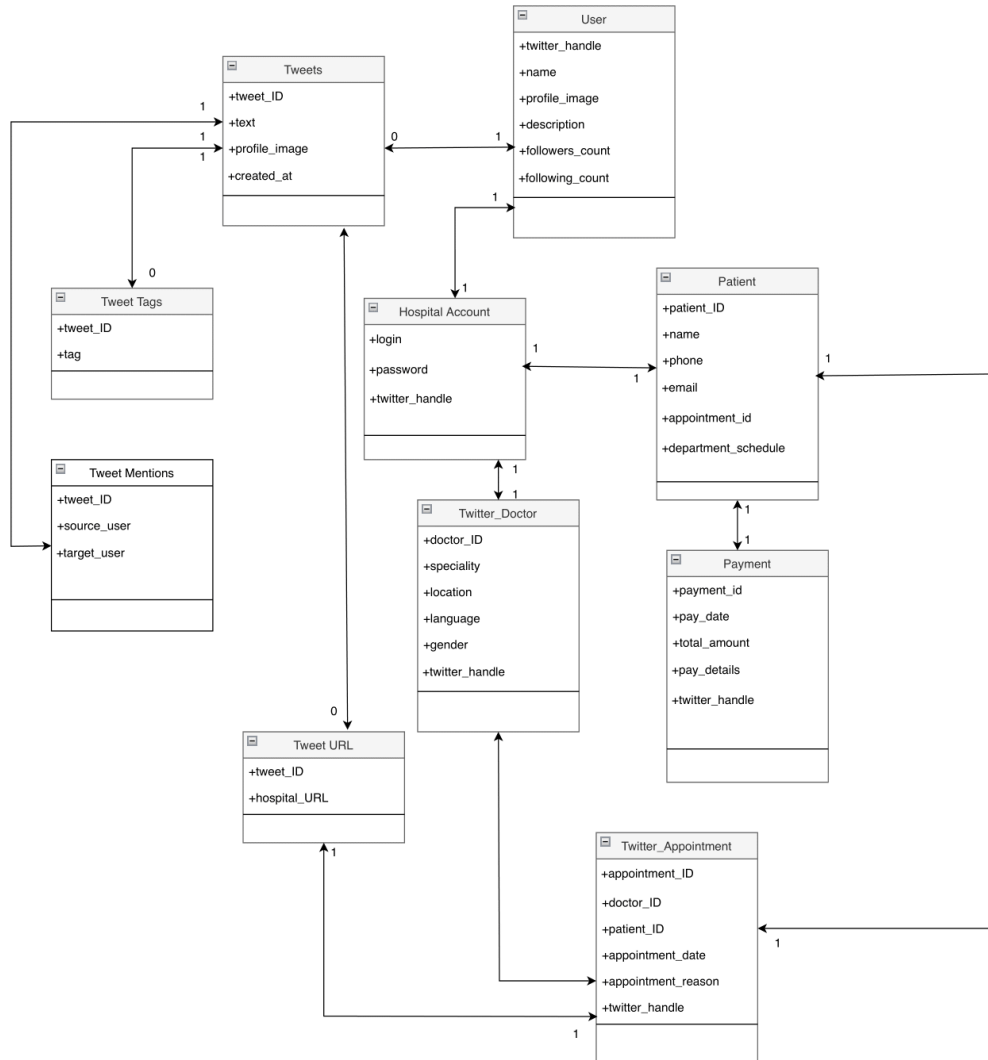 User
+twitter_handle
+name
+profile_image
+description
+followers_count
+following_count
Tweets
+tweet_ID
+text
+profile_image
+created_at
1
1
1
0
1
1
0
1
Tweet Tags
+tweet_ID
+tag
Hospital Account
+login
+password
+twitter_handle
1
1
Patient
+patient_ID
+name
+phone
+email
+appointment_id
+department_schedule
1
Tweet Mentions
+tweet_ID
+source_user
+target_user
1
1
Twitter_Doctor
+doctor_ID
+speciality
+location
+language
+gender
+twitter_handle
1
1
Payment
+payment_id
+pay_date
+total_amount
+pay_details
+twitter_handle
0
Tweet URL
+tweet_ID
+hospital_URL
1
Twitter_Appointment
+appointment_ID
+doctor_ID
+patient_ID
+appointment_date
+appointment_reason
+twitter_handle
1
1